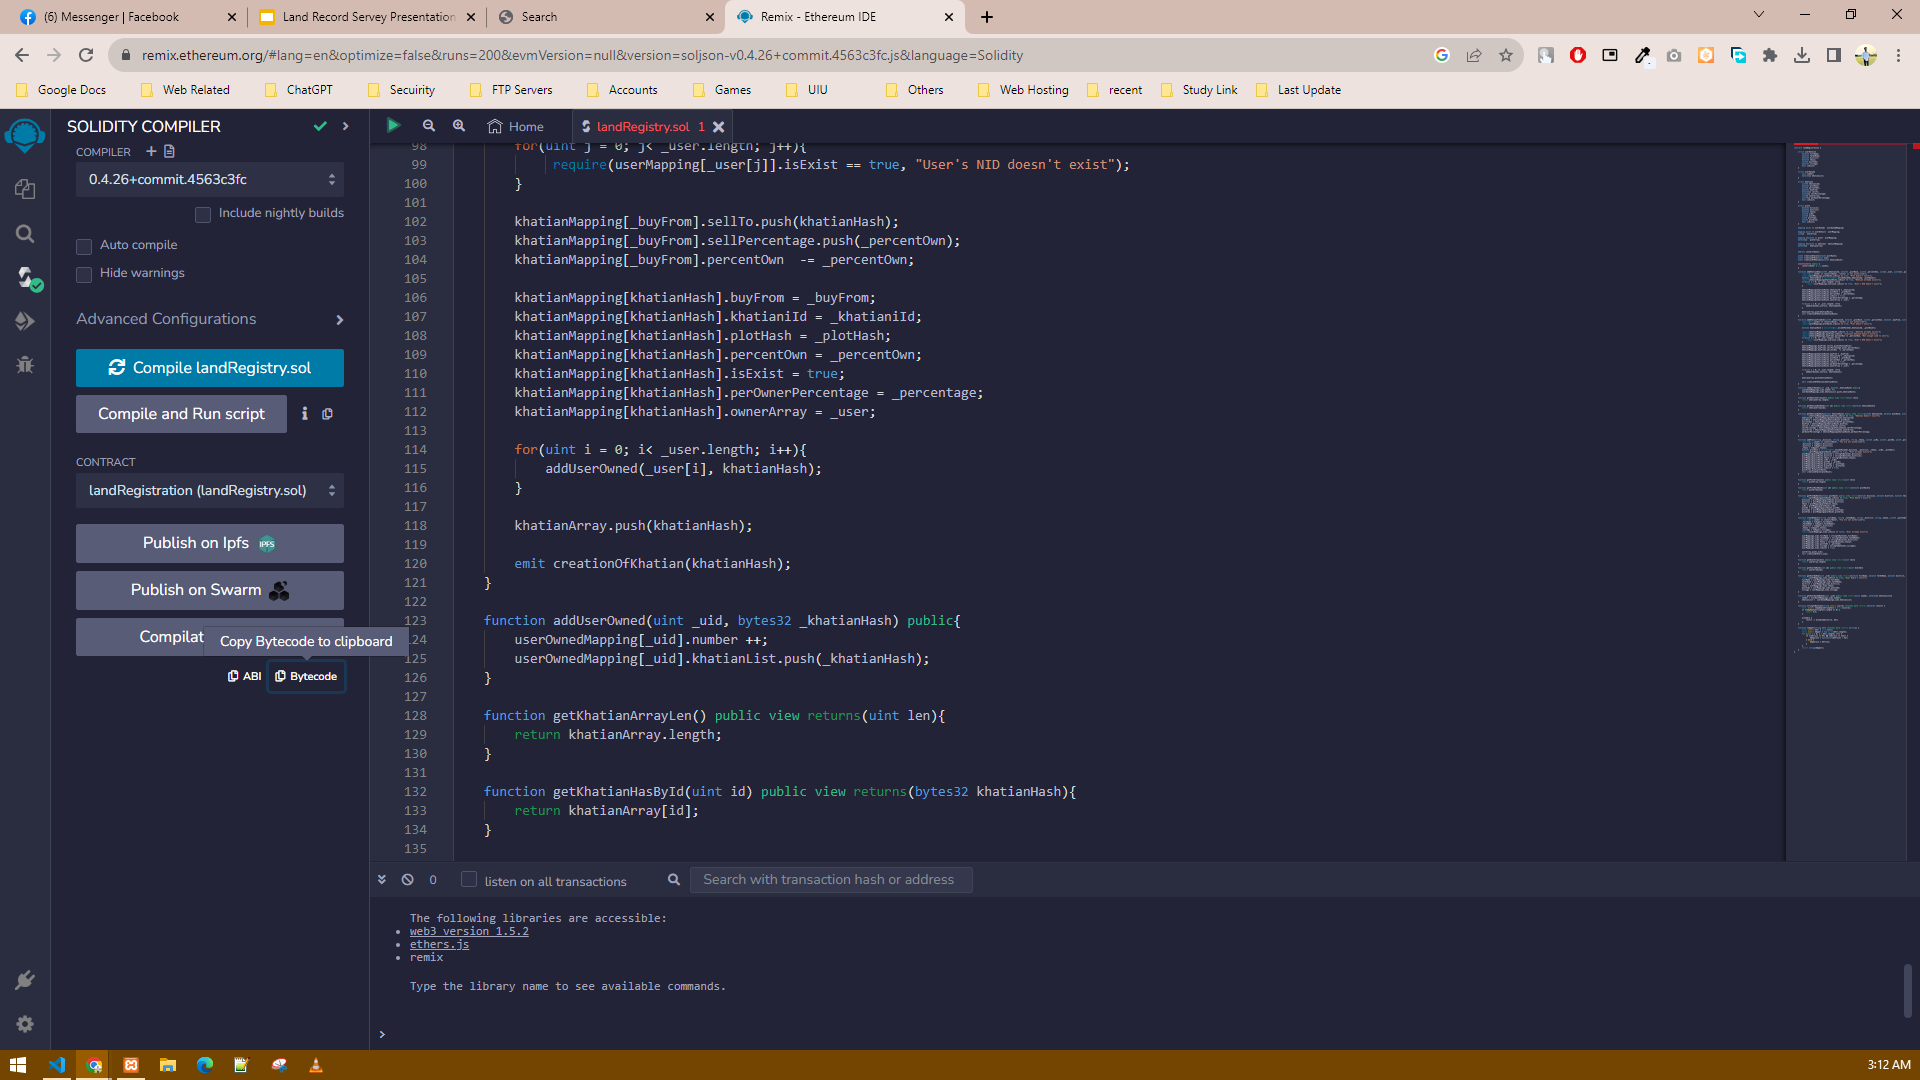 (6) Messenger | Facebook
Land Record Servey Presentation
Search
Remix - Ethereum IDE
remix.ethereum.org/#lang=en&optimize=false&runs=200&evmVersion=null&version=soljson-v0.4.26+commit.4563c3fc.js&language=Solidity
Google Docs
Web Related
ChatGPT
Secuirity
FTP Servers
Accounts
Games
UIU
Others
Web Hosting
recent
Study Link
Last Update
SOLIDITY COMPILER
COMPILER
0.4.26+commit.4563c3fc
Include nightly builds
Auto compile
Hide warnings
Advanced Configurations
Compile landRegistry.sol
Compile and Run script
CONTRACT
landRegistration (landRegistry.sol)
Publish on Ipfs
IPFS
Publish on Swarm
Compilat
Copy Bytecode to clipboard
ABI
Bytecode
Home
landRegistry.sol 1
98 for(uint j = 0; j< _user.length; j++){
99 require(userMapping[_user[j]].isExist == true, "User's NID doesn't exist");
100 }
101
102 khatianMapping[_buyFrom].sellTo.push(khatianHash);
103 khatianMapping[_buyFrom].sellPercentage.push(_percentOwn);
104 khatianMapping[_buyFrom].percentOwn -= _percentOwn;
105
106 khatianMapping[khatianHash].buyFrom = _buyFrom;
107 khatianMapping[khatianHash].khatianiId = _khatianiId;
108 khatianMapping[khatianHash].plotHash = _plotHash;
109 khatianMapping[khatianHash].percentOwn = _percentOwn;
110 khatianMapping[khatianHash].isExist = true;
111 khatianMapping[khatianHash].perOwnerPercentage = _percentage;
112 khatianMapping[khatianHash].ownerArray = _user;
113
114 for(uint i = 0; i< _user.length; i++){
115 addUserOwned(_user[i], khatianHash);
116 }
117
118 khatianArray.push(khatianHash);
119
120 emit creationOfKhatian(khatianHash);
121 }
122
123 function addUserOwned(uint _uid, bytes32 _khatianHash) public{
124 userOwnedMapping[_uid].number ++;
125 userOwnedMapping[_uid].khatianList.push(_khatianHash);
126 }
127
128 function getKhatianArrayLen() public view returns(uint len){
129 return khatianArray.length;
130 }
131
132 function getKhatianHasById(uint id) public view returns(bytes32 khatianHash){
133 return khatianArray[id];
134 }
135
0
listen on all transactions
Search with transaction hash or address
The following libraries are accessible:
• web3 version 1.5.2
• ethers.js
• remix
Type the library name to see available commands.
>
3:12 AM